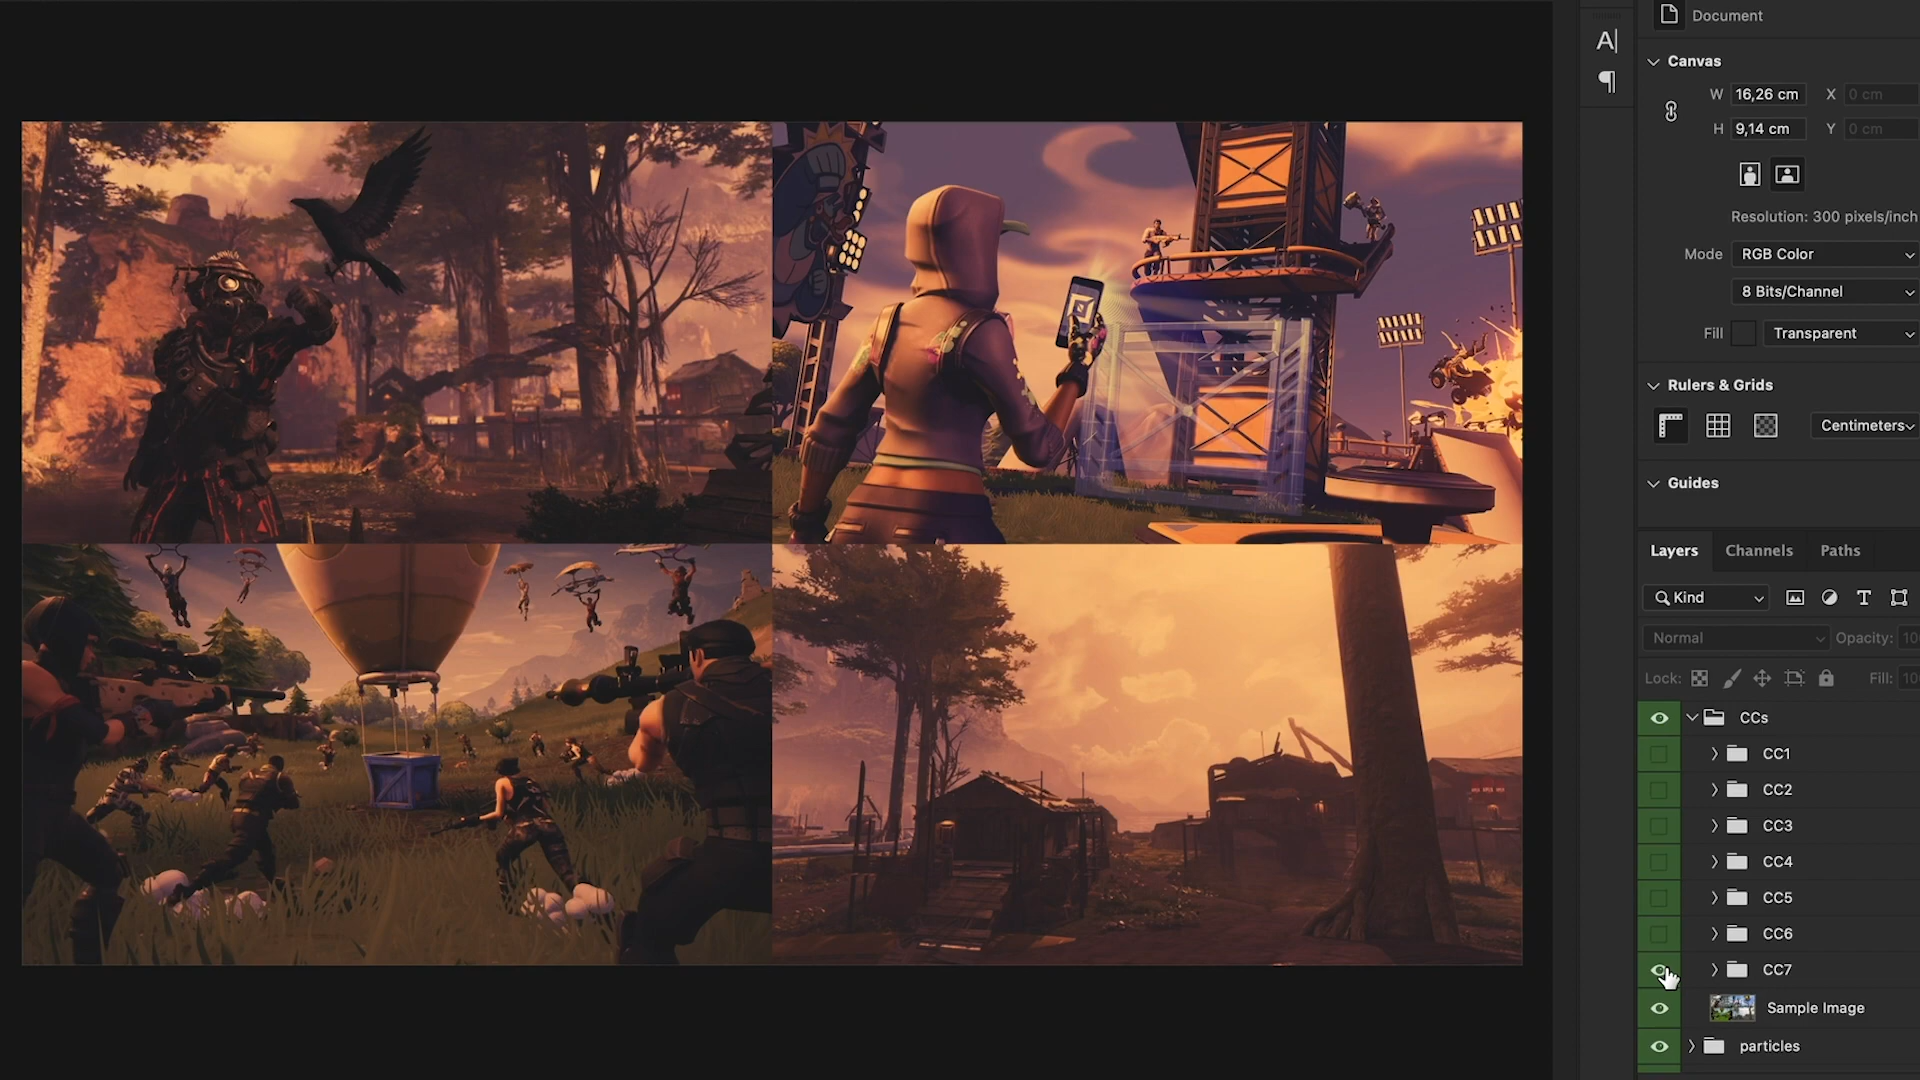 Document
A|
¶
Canvas
W 16,26 cm X 0 cm
H 9,14 cm Y 0 cm
Resolution: 300 pixels/inch
Mode RGB Color
8 Bits/Channel
Fill Transparent
Rulers & Grids
Centimeters
Guides
Layers Channels Paths
Kind T
Normal Opacity: 10
Lock: Fill: 10
CCs
CC1
CC2
CC3
CC4
CC5
CC6
CC7
Sample Image
particles